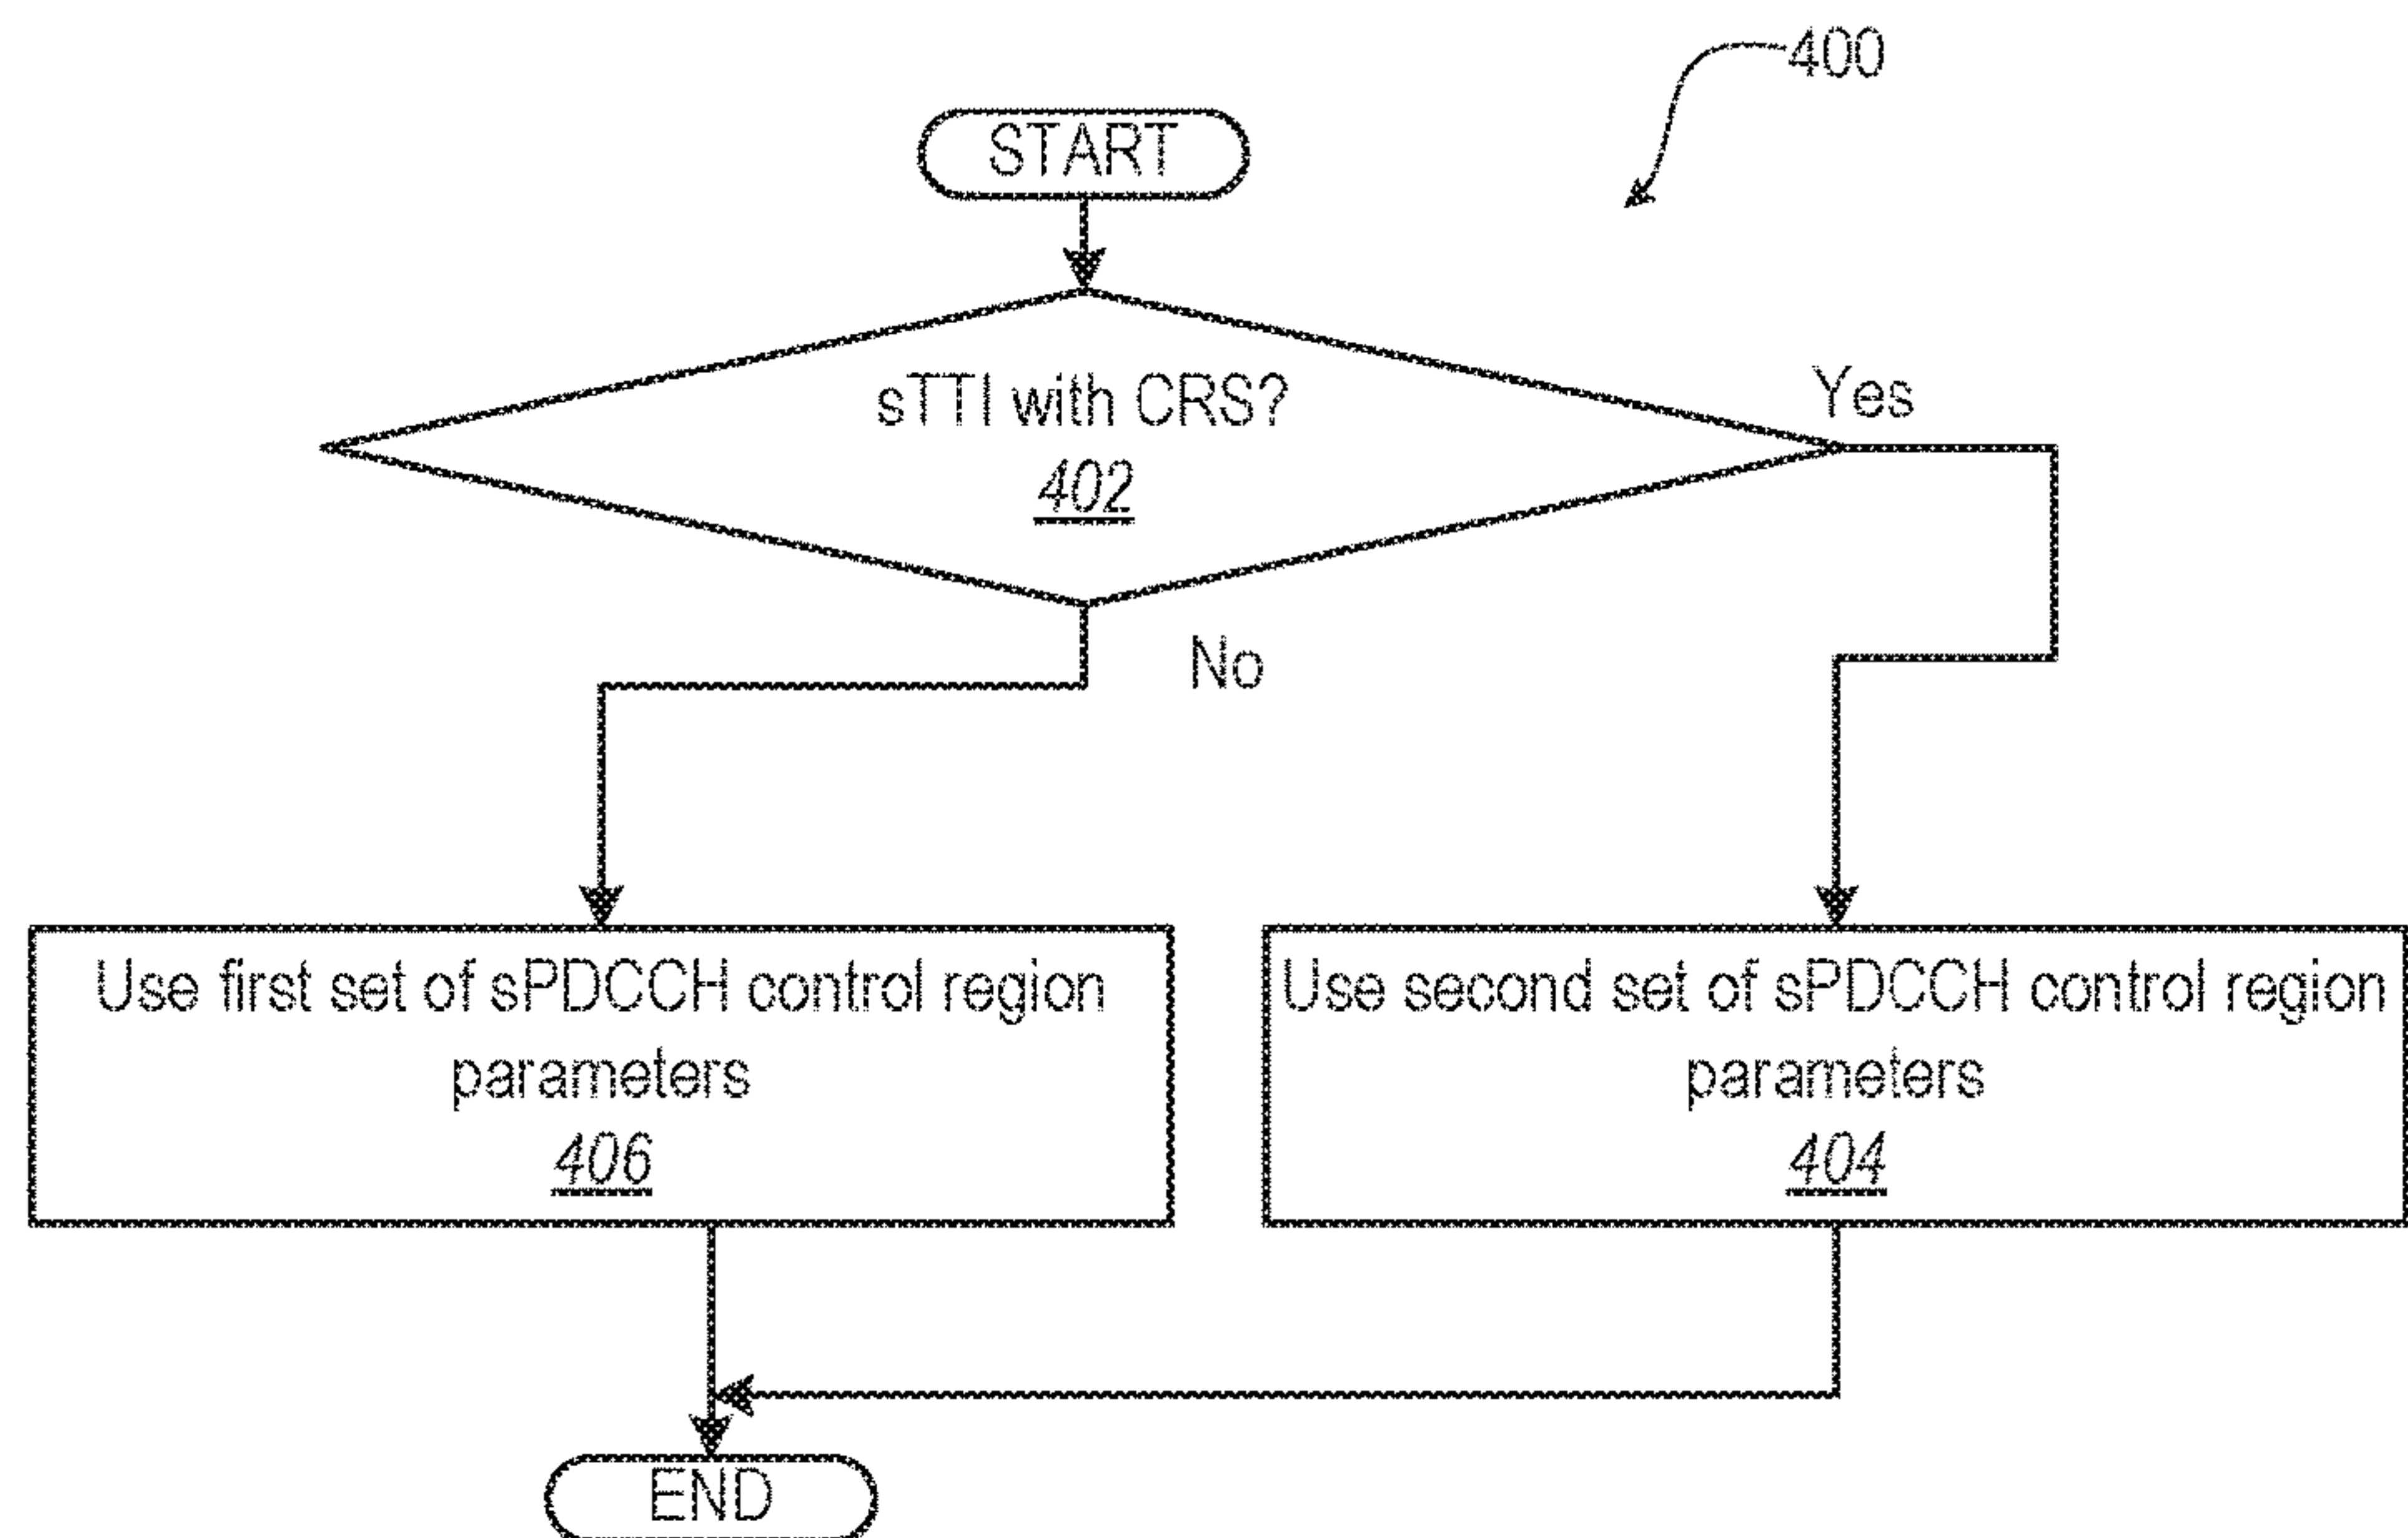 400
START
sTTI with CRS?
402
Yes
No
Use first set of sPDCCH control region
parameters
406
Use second set of sPDCCH control region
parameters
404
END